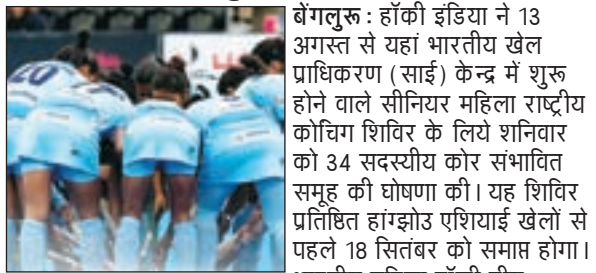 बेंगलुरू : हॉकी इंडिया ने 13
अगस्त से यहां भारतीय खेल
प्राधिकरण (साई) केन्द्र में शुरू
होने वाले सीनियर महिला राष्ट्रीय
कोचिंग शिविर के लिये शनिवार
को 34 सदस्यीय कोर संभावित
समूह की घोषणा की। यह शिविर
प्रतिष्ठित हांग्झोउ एशियाई खेलों से
पहले 18 सितंबर को समाप्त होगा।
20